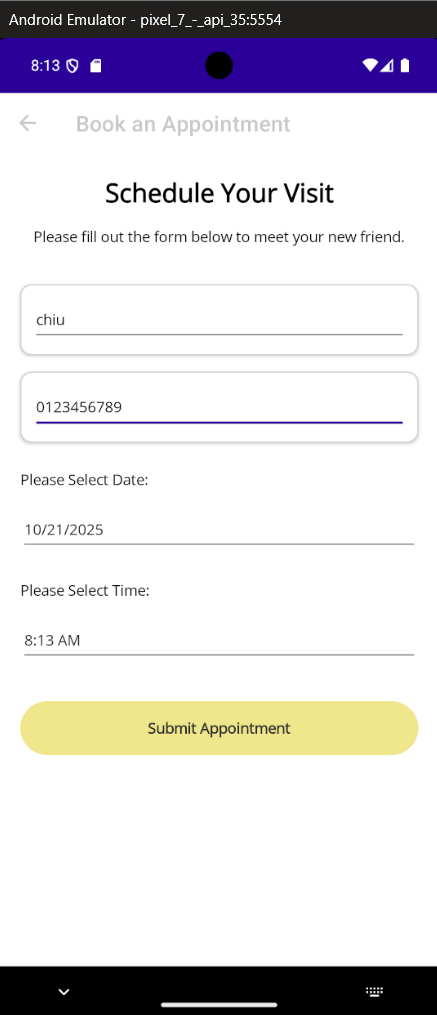 Android Emulator - pixel_7_-_api_35:5554
8:13
Book an Appointment
Schedule Your Visit
Please fill out the form below to meet your new friend.
chiu
0123456789
Please Select Date:
10/21/2025
Please Select Time:
8:13 AM
Submit Appointment